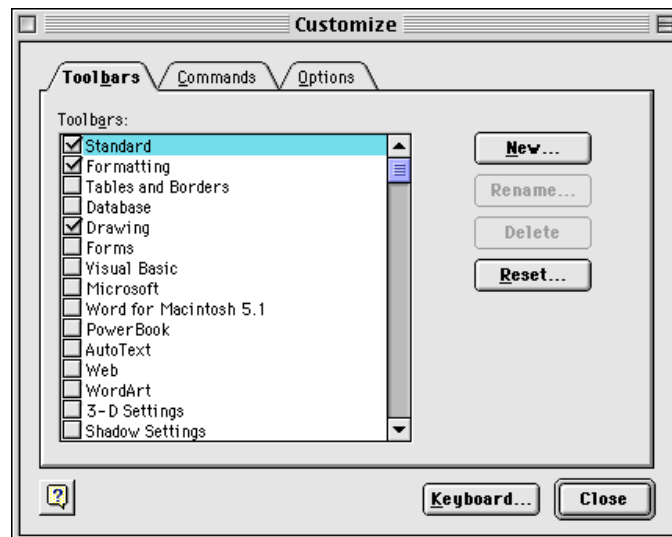 Customize
Toolbars Commands Options
Toolbars:
Standard
Formatting
Tables and Borders
Database
Drawing
Forms
Visual Basic
Microsoft
Word for Macintosh 5.1
PowerBook
AutoText
Web
WordArt
3-D Settings
Shadow Settings
New...
Rename...
Delete
Reset...
?
Keyboard... Close